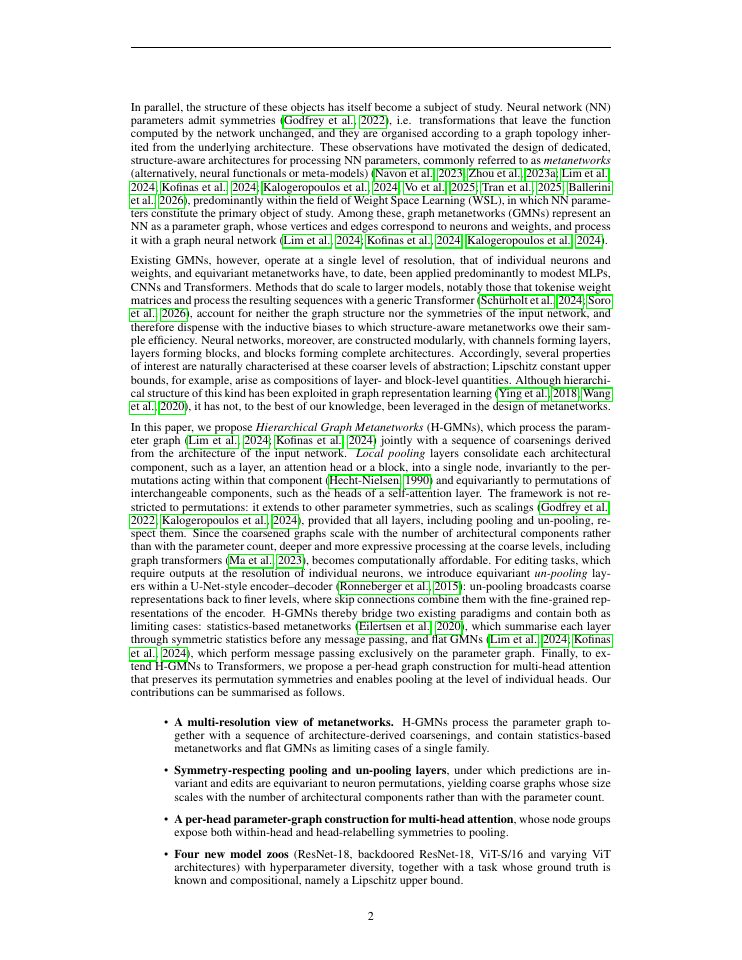 In parallel, the structure of these objects has itself become a subject of study. Neural network (NN)
parameters admit symmetries (Godfrey et al., 2022), i.e. transformations that leave the function
computed by the network unchanged, and they are organised according to a graph topology inher-
ited from the underlying architecture. These observations have motivated the design of dedicated,
structure-aware architectures for processing NN parameters, commonly referred to as metanetworks
(alternatively, neural functionals or meta-models) (Navon et al., 2023; Zhou et al., 2023a; Lim et al.,
2024; Kofinas et al., 2024; Kalogeropoulos et al., 2024; Vo et al., 2025; Tran et al., 2025; Ballerini
et al., 2026), predominantly within the field of Weight Space Learning (WSL), in which NN parame-
ters constitute the primary object of study. Among these, graph metanetworks (GMNs) represent an
NN as a parameter graph, whose vertices and edges correspond to neurons and weights, and process
it with a graph neural network (Lim et al., 2024; Kofinas et al., 2024; Kalogeropoulos et al., 2024).
Existing GMNs, however, operate at a single level of resolution, that of individual neurons and
weights, and equivariant metanetworks have, to date, been applied predominantly to modest MLPs,
CNNs and Transformers. Methods that do scale to larger models, notably those that tokenise weight
matrices and process the resulting sequences with a generic Transformer (Schürholt et al., 2024; Soro
et al., 2026), account for neither the graph structure nor the symmetries of the input network, and
therefore dispense with the inductive biases to which structure-aware metanetworks owe their sam-
ple efficiency. Neural networks, moreover, are constructed modularly, with channels forming layers,
layers forming blocks, and blocks forming complete architectures. Accordingly, several properties
of interest are naturally characterised at these coarser levels of abstraction; Lipschitz constant upper
bounds, for example, arise as compositions of layer- and block-level quantities. Although hierarchi-
cal structure of this kind has been exploited in graph representation learning (Ying et al., 2018; Wang
et al., 2020), it has not, to the best of our knowledge, been leveraged in the design of metanetworks.
In this paper, we propose Hierarchical Graph Metanetworks (H-GMNs), which process the param-
eter graph (Lim et al., 2024; Kofinas et al., 2024) jointly with a sequence of coarsenings derived
from the architecture of the input network. Local pooling layers consolidate each architectural
component, such as a layer, an attention head or a block, into a single node, invariantly to the per-
mutations acting within that component (Hecht-Nielsen, 1990) and equivariantly to permutations of
interchangeable components, such as the heads of a self-attention layer. The framework is not re-
stricted to permutations: it extends to other parameter symmetries, such as scalings (Godfrey et al.,
2022; Kalogeropoulos et al., 2024), provided that all layers, including pooling and un-pooling, re-
spect them. Since the coarsened graphs scale with the number of architectural components rather
than with the parameter count, deeper and more expressive processing at the coarse levels, including
graph transformers (Ma et al., 2023), becomes computationally affordable. For editing tasks, which
require outputs at the resolution of individual neurons, we introduce equivariant un-pooling lay-
ers within a U-Net-style encoder–decoder (Ronneberger et al., 2015): un-pooling broadcasts coarse
representations back to finer levels, where skip connections combine them with the fine-grained rep-
resentations of the encoder. H-GMNs thereby bridge two existing paradigms and contain both as
limiting cases: statistics-based metanetworks (Eilertsen et al., 2020), which summarise each layer
through symmetric statistics before any message passing, and flat GMNs (Lim et al., 2024; Kofinas
et al., 2024), which perform message passing exclusively on the parameter graph. Finally, to ex-
tend H-GMNs to Transformers, we propose a per-head graph construction for multi-head attention
that preserves its permutation symmetries and enables pooling at the level of individual heads. Our
contributions can be summarised as follows.
• A multi-resolution view of metanetworks. H-GMNs process the parameter graph to-
gether with a sequence of architecture-derived coarsenings, and contain statistics-based
metanetworks and flat GMNs as limiting cases of a single family.
• Symmetry-respecting pooling and un-pooling layers, under which predictions are in-
variant and edits are equivariant to neuron permutations, yielding coarse graphs whose size
scales with the number of architectural components rather than with the parameter count.
• A per-head parameter-graph construction for multi-head attention, whose node groups
expose both within-head and head-relabelling symmetries to pooling.
• Four new model zoos (ResNet-18, backdoored ResNet-18, ViT-S/16 and varying ViT
architectures) with hyperparameter diversity, together with a task whose ground truth is
known and compositional, namely a Lipschitz upper bound.
2